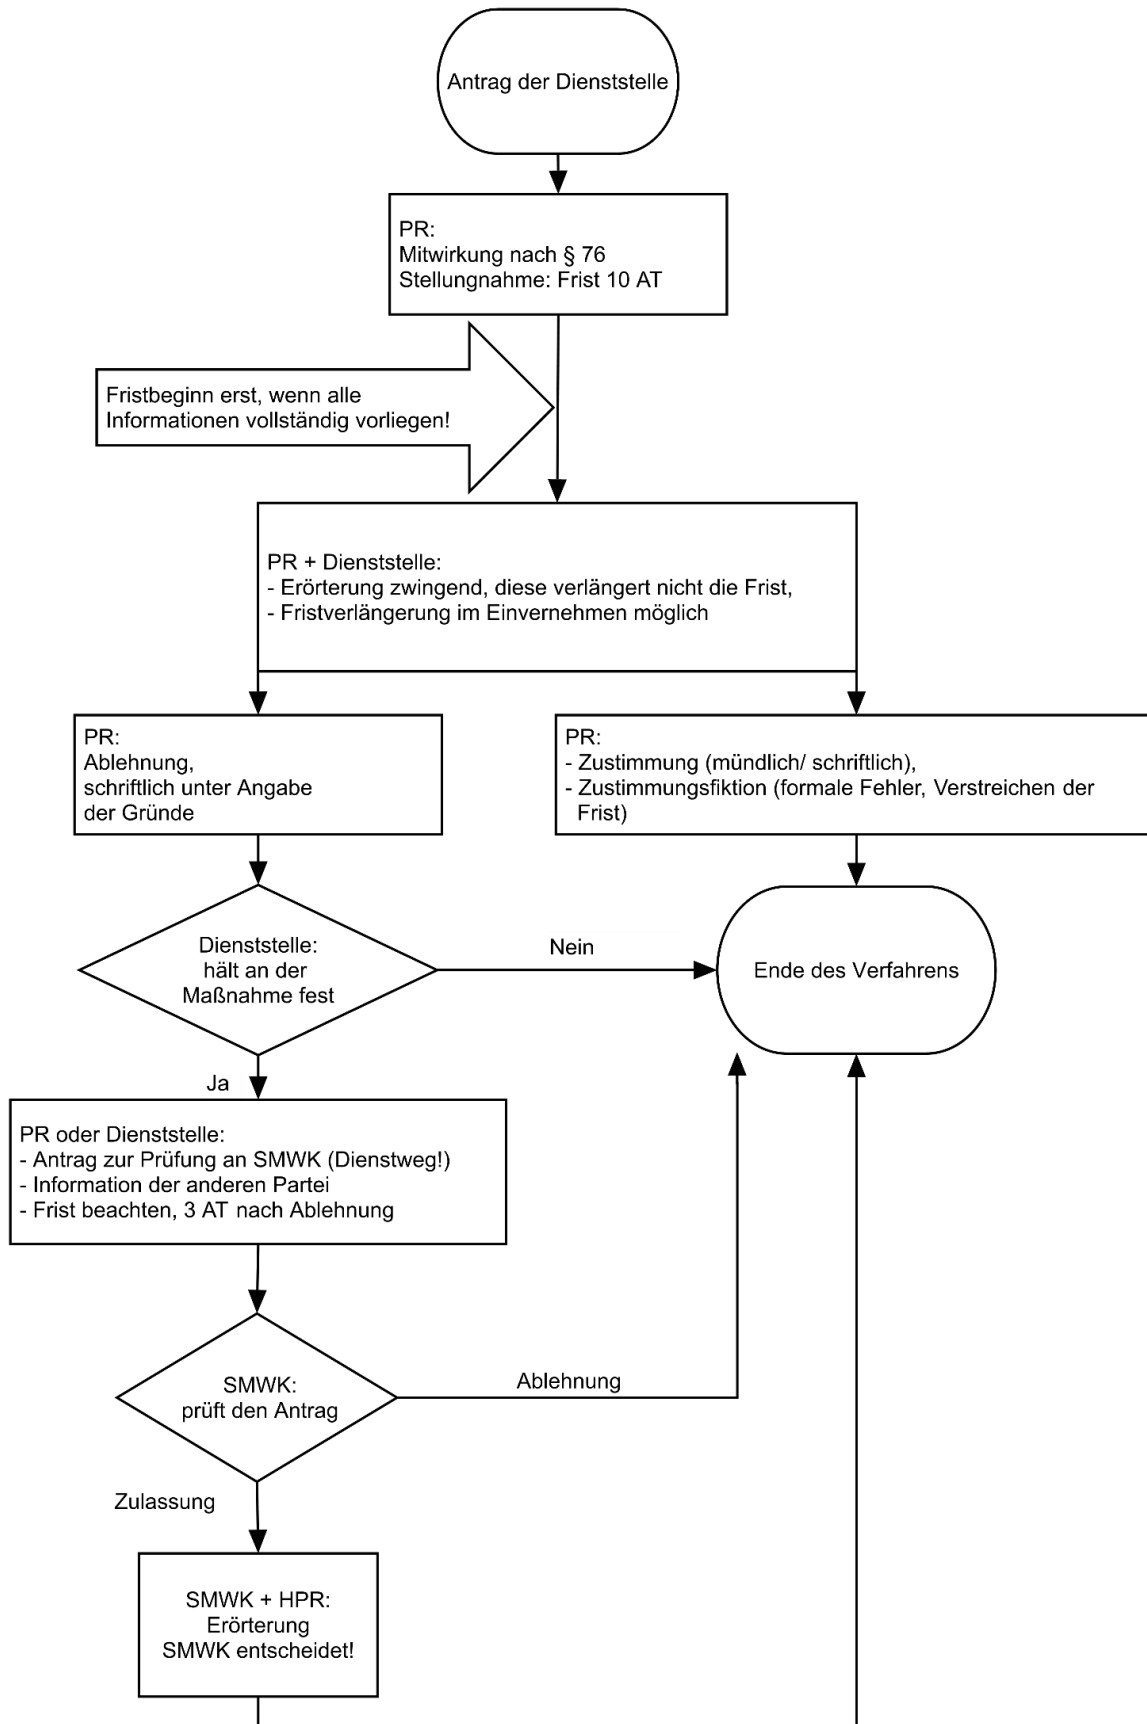 Antrag der Dienststelle
PR:
Mitwirkung nach § 76
Stellungnahme: Frist 10 AT
Fristbeginn erst, wenn alle
Informationen vollständig vorliegen!
PR + Dienststelle:
- Erörterung zwingend, diese verlängert nicht die Frist,
- Fristverlängerung im Einvernehmen möglich
PR:
Ablehnung,
schriftlich unter Angabe
der Gründe
PR:
- Zustimmung (mündlich/ schriftlich),
- Zustimmungsfiktion (formale Fehler, Verstreichen der
Frist)
Dienststelle:
hält an der
Maßnahme fest
Nein
Ende des Verfahrens
Ja
PR oder Dienststelle:
- Antrag zur Prüfung an SMWK (Dienstweg!)
- Information der anderen Partei
- Frist beachten, 3 AT nach Ablehnung
SMWK:
prüft den Antrag
Ablehnung
Zulassung
SMWK + HPR:
Erörterung
SMWK entscheidet!